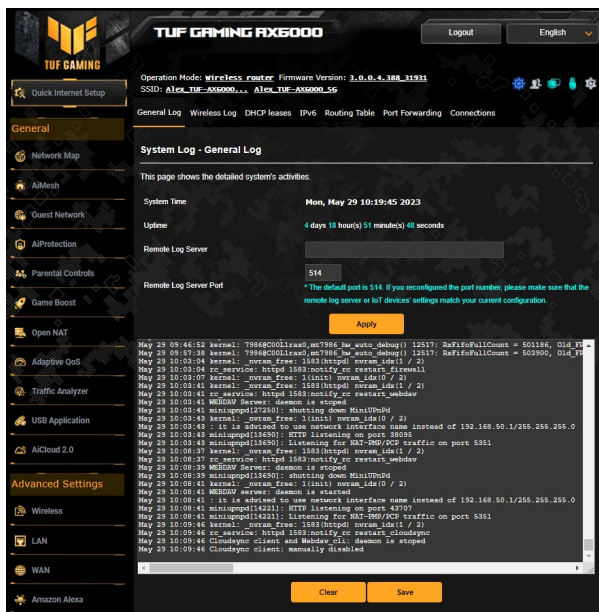 TUF GAMING AX6000
Logout
English
TUF GAMING
Quick Internet Setup
Operation Mode: Wireless router Firmware Version: 3.0.0.4.388_31931
SSID: Alex_TUF-AX6000... Alex_TUF-AX6000_5G
General Log Wireless Log DHCP leases IPv6 Routing Table Port Forwarding Connections
General
Network Map
AiMesh
Guest Network
AiProtection
Parental Controls
Game Boost
Open NAT
Adaptive QoS
Traffic Analyzer
USB Application
AiCloud 2.0
Advanced Settings
Wireless
LAN
WAN
Amazon Alexa
System Log - General Log
This page shows the detailed system's activities.
System Time Mon, May 29 10:19:45 2023
Uptime 4 days 18 hour(s) 51 minute(s) 48 seconds
Remote Log Server
Remote Log Server Port 514
* The default port is 514. If you reconfigured the port number, please make sure that the
remote log server or IoT devices' settings match your current configuration.
Apply
May 29 09:46:52 kernel: 7986@C00L1rax0,mt7986_hw_auto_debug() 12517: RxFifoFullCount = 501186, Old_FR
May 29 09:57:38 kernel: 7986@C00L1rax0,mt7986_hw_auto_debug() 12517: RxFifoFullCount = 503900, Old_FR
May 29 10:03:04 kernel: _nvram_free: 1583(httpd) nvram_idx(1 / 2)
May 29 10:03:04 rc_service: httpd 1583:notify_rc restart_firewall
May 29 10:03:07 kernel: _nvram_free: 1(init) nvram_idx(0 / 2)
May 29 10:03:41 kernel: _nvram_free: 1583(httpd) nvram_idx(1 / 2)
May 29 10:03:41 rc_service: httpd 1583:notify_rc restart_webdav
May 29 10:03:41 WEBDAV Server: daemon is stoped
May 29 10:03:41 miniupnpd[27250]: shutting down MiniUPnPd
May 29 10:03:43 kernel: _nvram_free: 1(init) nvram_idx(0 / 2)
May 29 10:03:43 : it is advised to use network interface name instead of 192.168.50.1/255.255.255.0
May 29 10:03:43 miniupnpd[13690]: HTTP listening on port 38095
May 29 10:03:43 miniupnpd[13690]: Listening for NAT-PMP/PCP traffic on port 5351
May 29 10:08:37 kernel: _nvram_free: 1583(httpd) nvram_idx(1 / 2)
May 29 10:08:37 rc_service: httpd 1583:notify_rc restart_webdav
May 29 10:08:39 WEBDAV Server: daemon is stoped
May 29 10:08:39 miniupnpd[13690]: shutting down MiniUPnPd
May 29 10:08:41 kernel: _nvram_free: 1(init) nvram_idx(0 / 2)
May 29 10:08:41 WEBDAV server: daemon is started
May 29 10:08:41 : it is advised to use network interface name instead of 192.168.50.1/255.255.255.0
May 29 10:08:41 miniupnpd[14221]: HTTP listening on port 43707
May 29 10:08:41 miniupnpd[14221]: Listening for NAT-PMP/PCP traffic on port 5351
May 29 10:09:46 kernel: _nvram_free: 1583(httpd) nvram_idx(1 / 2)
May 29 10:09:46 rc_service: httpd 1583:notify_rc restart_cloudsync
May 29 10:09:46 Cloudsync client and Webdav_cli: daemon is stoped
May 29 10:09:46 Cloudsync client: manually disabled
Clear
Save